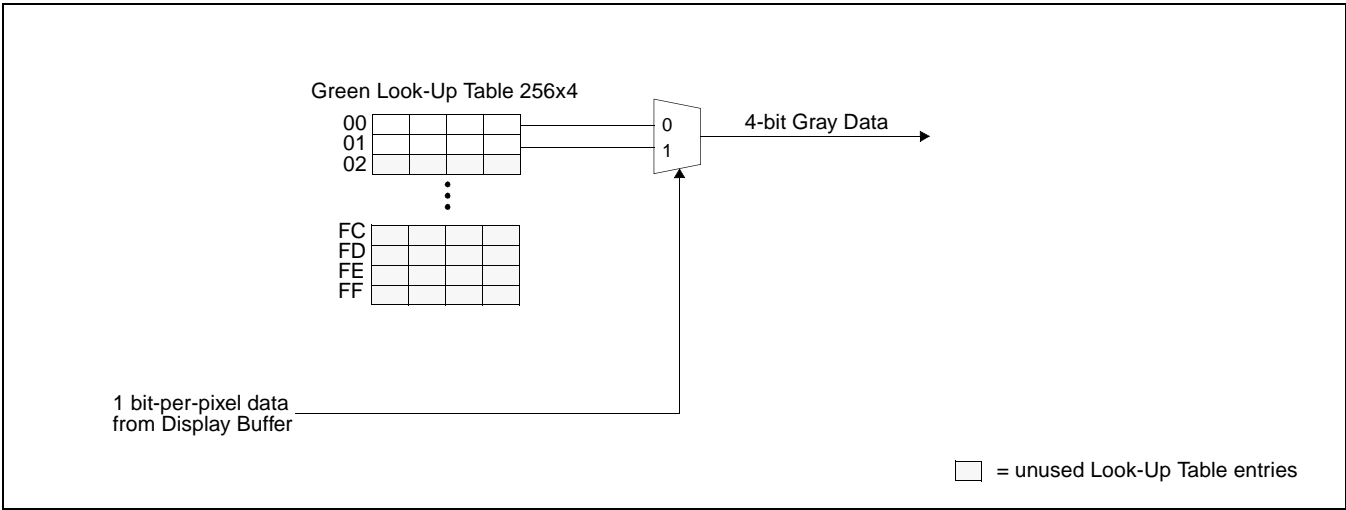 Green Look-Up Table 256x4
00
01
02
FC
FD
FE
FF
0
1
4-bit Gray Data
1 bit-per-pixel data
from Display Buffer
= unused Look-Up Table entries